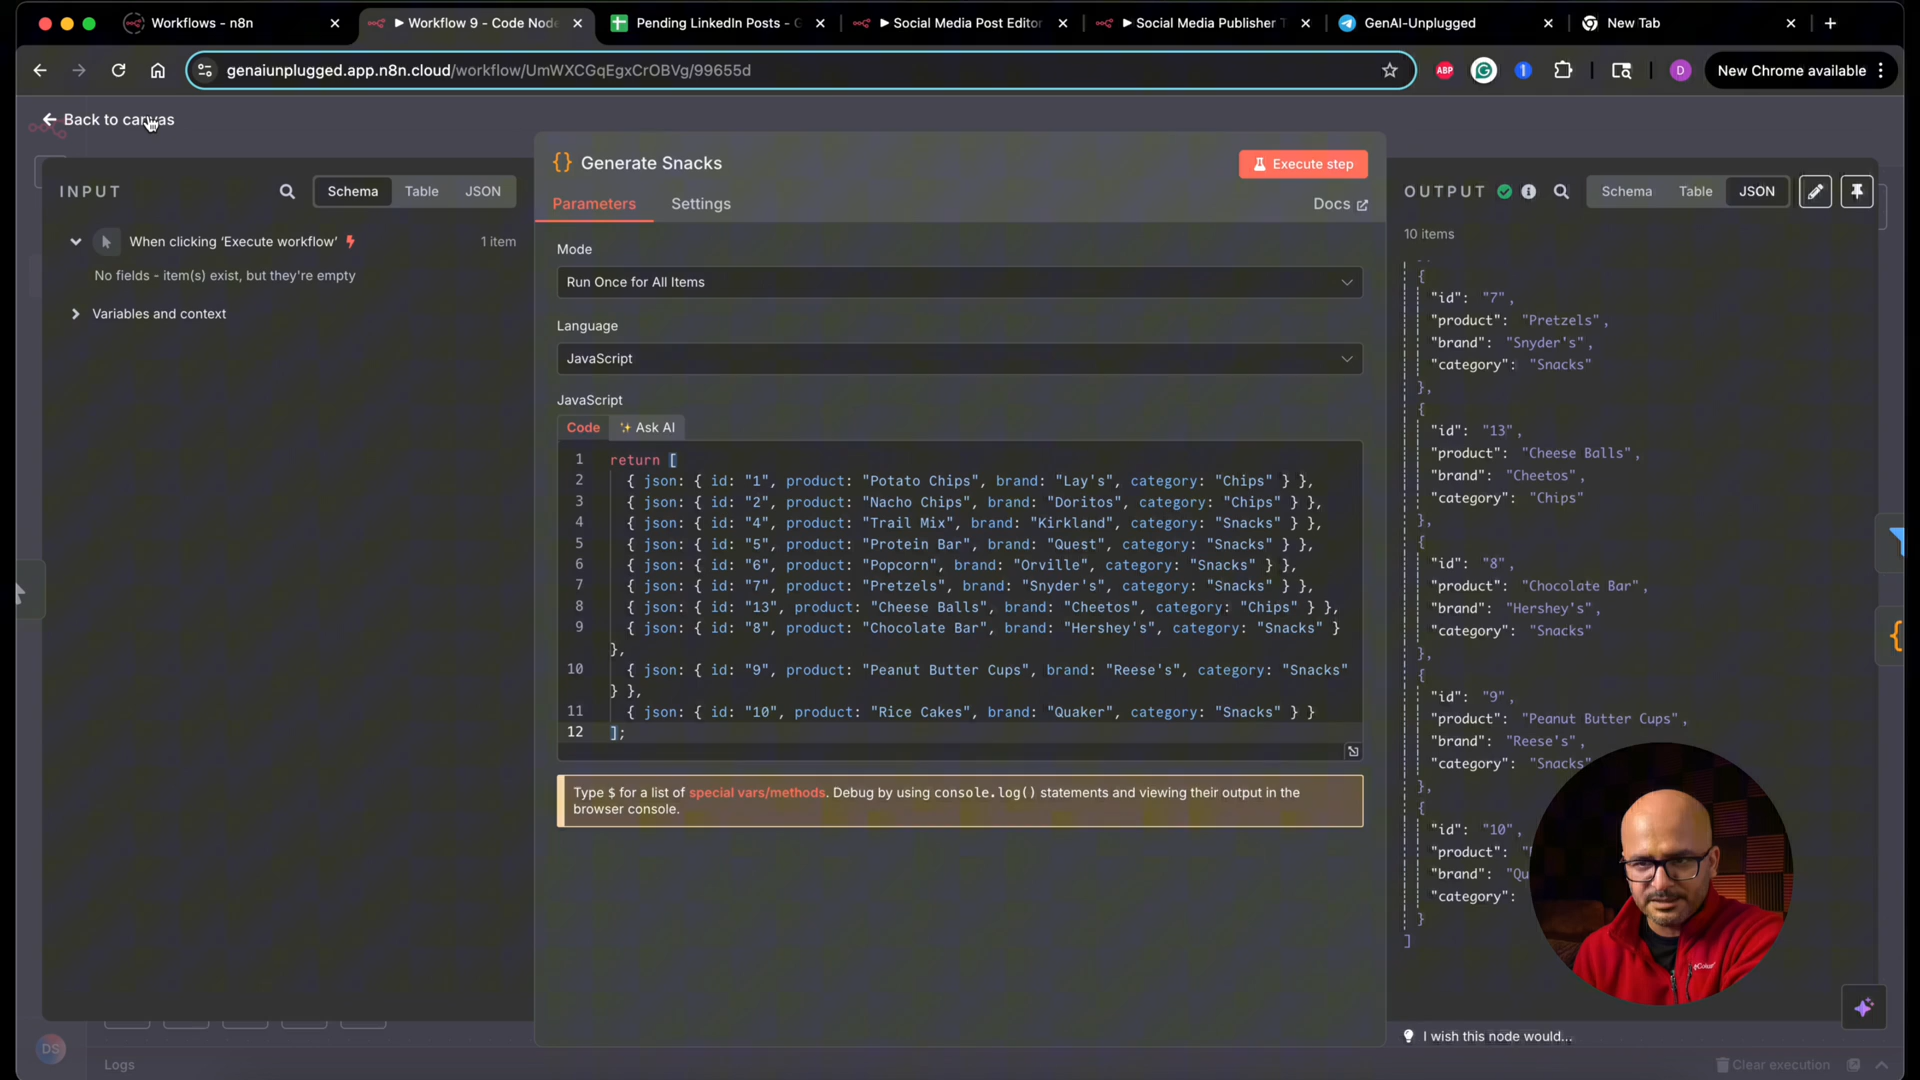 Workflows - n8n
Workflow 9 - Code Node
Pending LinkedIn Posts - G
Social Media Post Editor
Social Media Publisher T
GenAI-Unplugged
New Tab
genaiunplugged.app.n8n.cloud/workflow/UmWXCGqEgxCrOBVg/99655d
ABP
1
D
New Chrome available
Back to canvas
INPUT
Schema
Table
JSON
When clicking ‘Execute workflow’
1 item
No fields - item(s) exist, but they're empty
Variables and context
Generate Snacks
Execute step
Parameters
Settings
Docs
Mode
Run Once for All Items
Language
JavaScript
JavaScript
Code
Ask AI
1 return [
2 { json: { id: "1", product: "Potato Chips", brand: "Lay's", category: "Chips" } },
3 { json: { id: "2", product: "Nacho Chips", brand: "Doritos", category: "Chips" } },
4 { json: { id: "4", product: "Trail Mix", brand: "Kirkland", category: "Snacks" } },
5 { json: { id: "5", product: "Protein Bar", brand: "Quest", category: "Snacks" } },
6 { json: { id: "6", product: "Popcorn", brand: "Orville", category: "Snacks" } },
7 { json: { id: "7", product: "Pretzels", brand: "Snyder's", category: "Snacks" } },
8 { json: { id: "13", product: "Cheese Balls", brand: "Cheetos", category: "Chips" } },
9 { json: { id: "8", product: "Chocolate Bar", brand: "Hershey's", category: "Snacks" }
},
10 { json: { id: "9", product: "Peanut Butter Cups", brand: "Reese's", category: "Snacks"
} },
11 { json: { id: "10", product: "Rice Cakes", brand: "Quaker", category: "Snacks" } }
12 ];
Type $ for a list of special vars/methods. Debug by using console.log() statements and viewing their output in the
browser console.
OUTPUT
Schema
Table
JSON
10 items
{
"id": "7",
"product": "Pretzels",
"brand": "Snyder's",
"category": "Snacks"
},
{
"id": "13",
"product": "Cheese Balls",
"brand": "Cheetos",
"category": "Chips"
},
{
"id": "8",
"product": "Chocolate Bar",
"brand": "Hershey's",
"category": "Snacks"
},
{
"id": "9",
"product": "Peanut Butter Cups",
"brand": "Reese's",
"category": "Snacks
},
{
"id": "10",
"product":
"brand": "Qu
"category":
}
]
I wish this node would...
DS
Logs
Clear execution